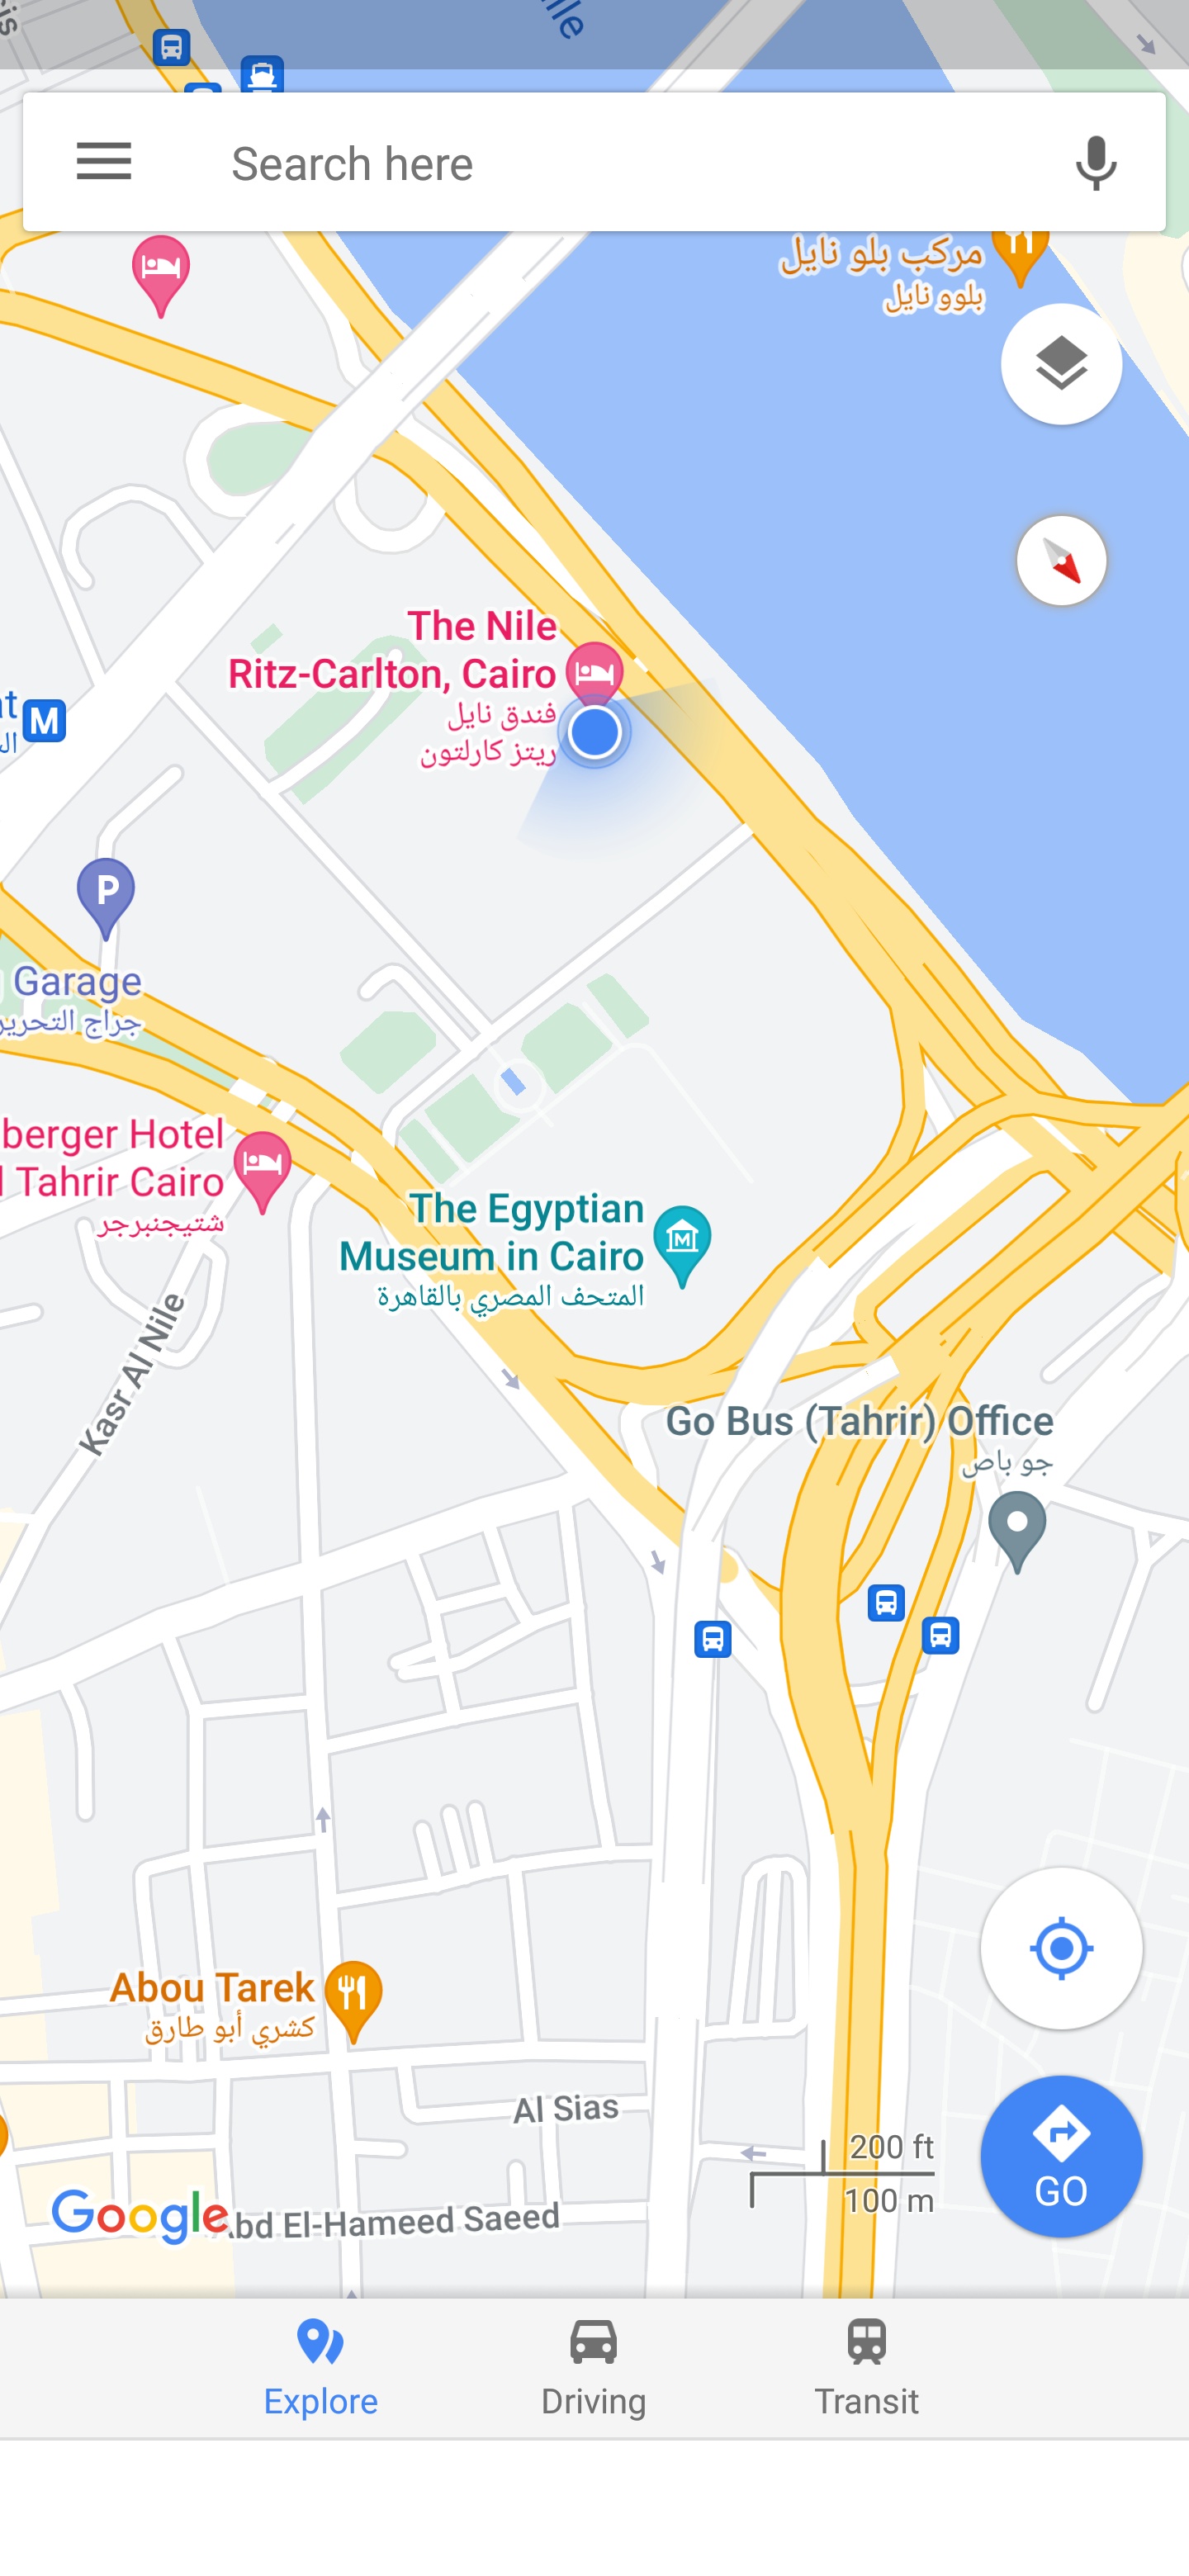 Search here
مركب بلو نايل
بلوو نايل
The Nile
Ritz-Carlton, Cairo
فندق نايل
ريتز كارلتون
M
P
Garage
جراج التحرير
berger Hotel
Tahrir Cairo
شتيجنبرجر
The Egyptian
Museum in Cairo
المتحف المصري بالقاهرة
M
Kasr Al Nile
Go Bus (Tahrir) Office
جو باص
Abou Tarek
كشري أبو طارق
Al Sias
200 ft
100 m
GO
Google
Abd El-Hameed Saeed
Explore
Driving
Transit